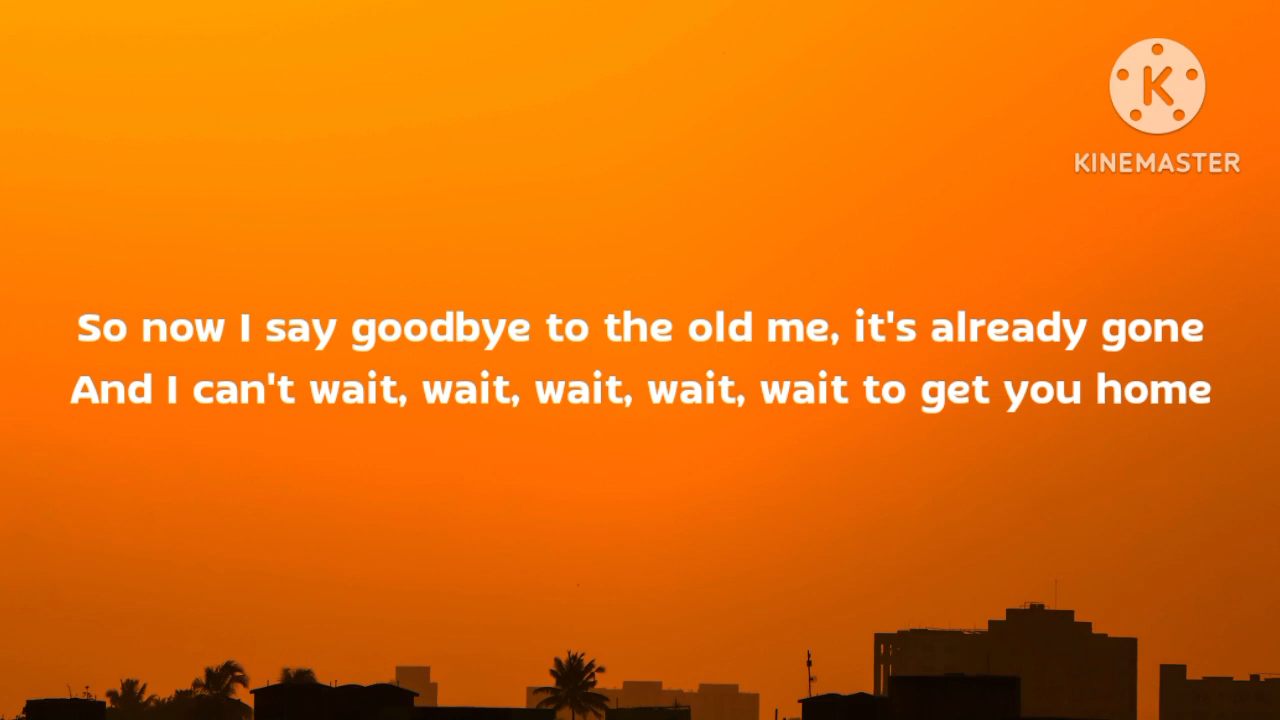 K
KINEMASTER
So now I say goodbye to the old me, it's already gone
And I can't wait, wait, wait, wait, wait to get you home